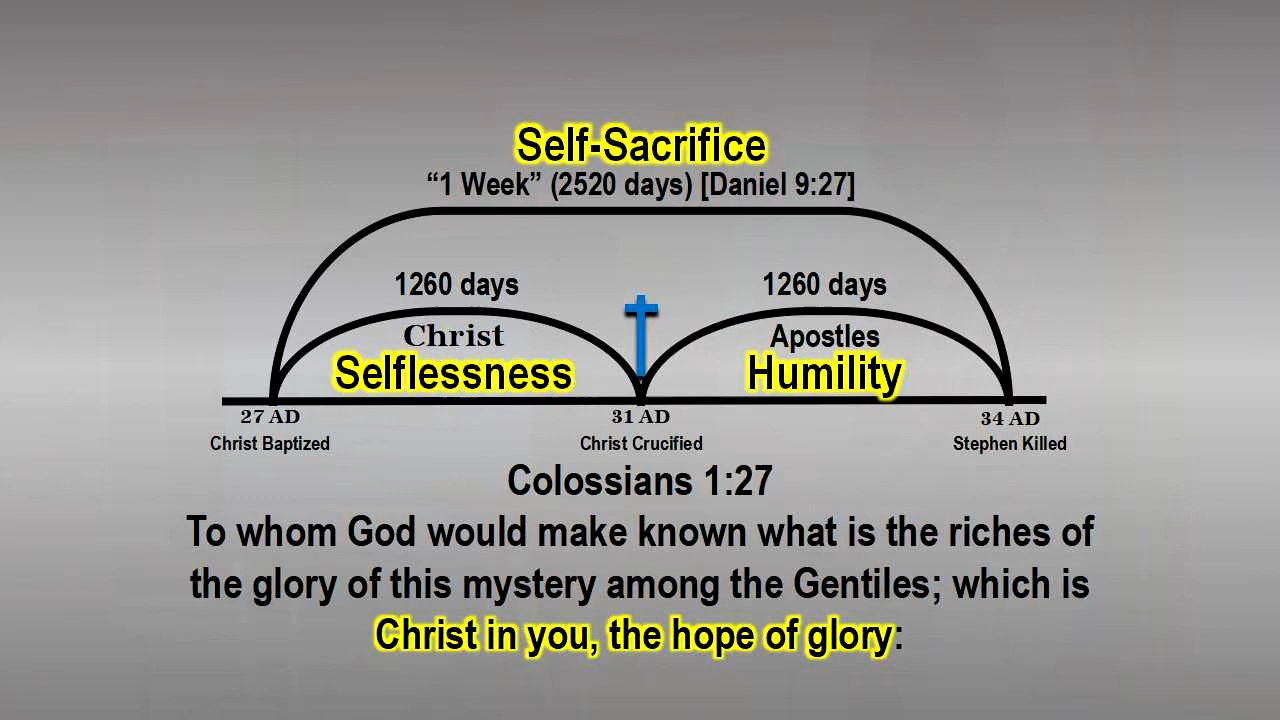 Self-Sacrifice
“1 Week” (2520 days) [Daniel 9:27]
1260 days
1260 days
Christ
Apostles
Selflessness
Humility
27 AD
31 AD
34 AD
Christ Baptized
Christ Crucified
Stephen Killed
Colossians 1:27
To whom God would make known what is the riches of
the glory of this mystery among the Gentiles; which is
Christ in you, the hope of glory: